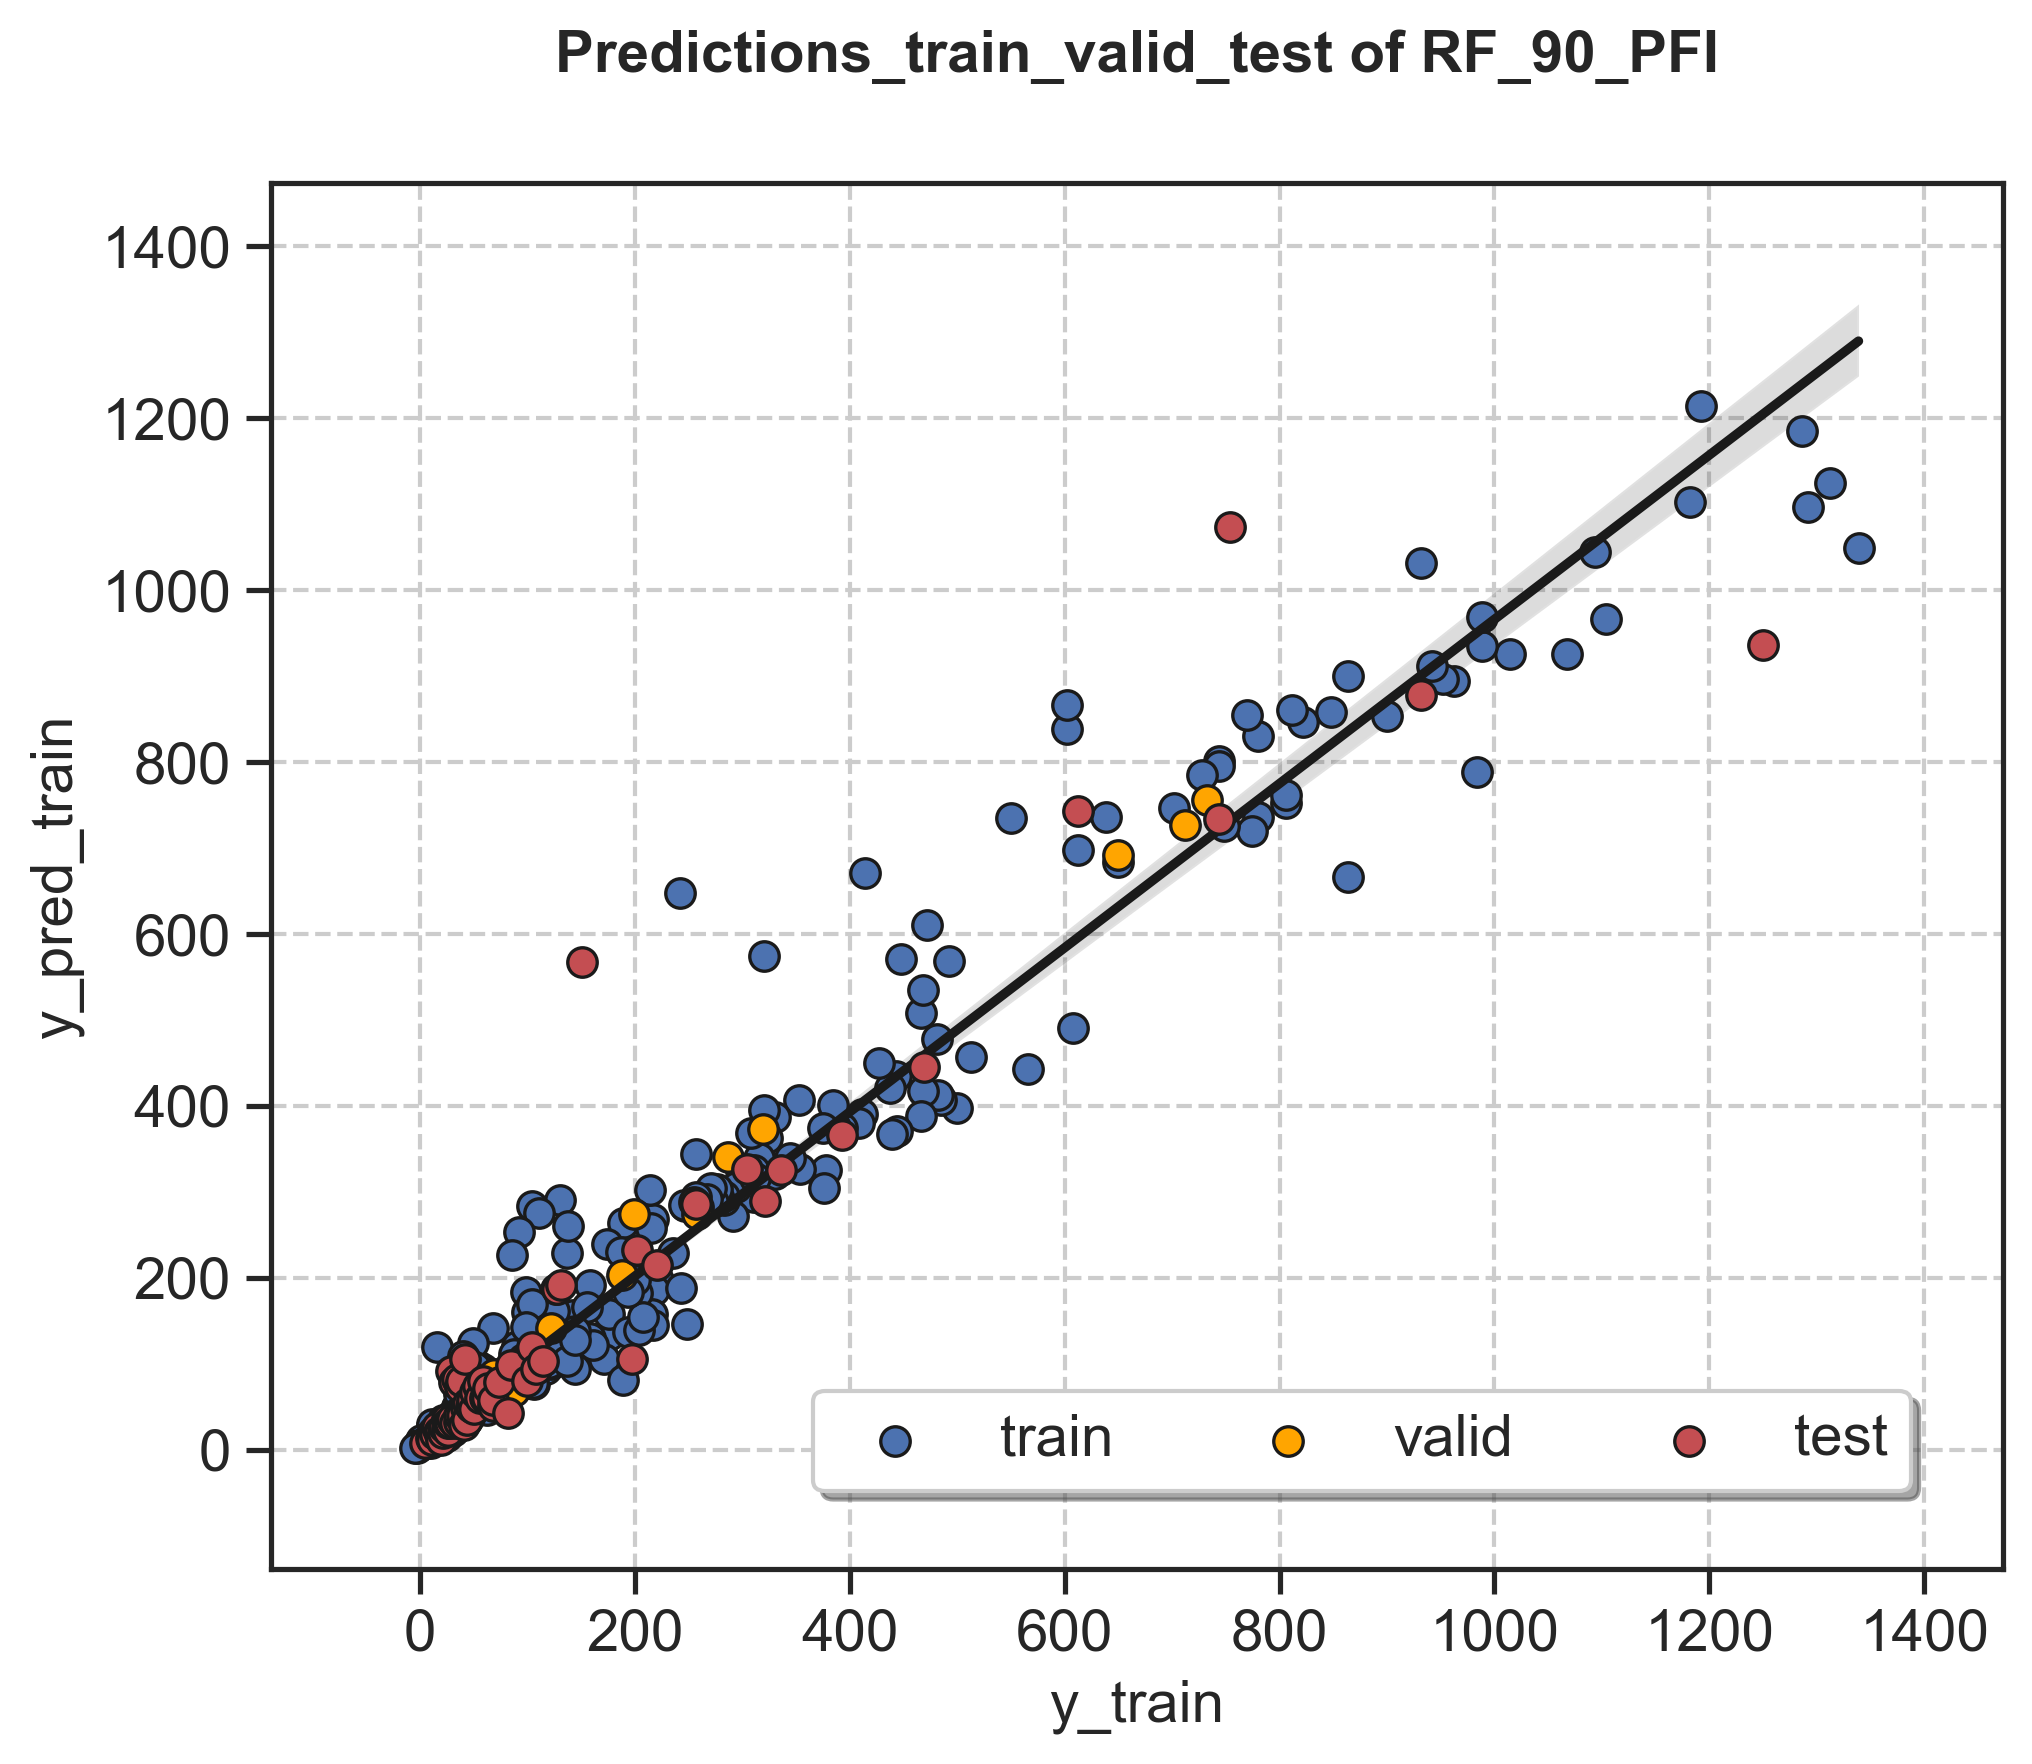 Predictions_train_valid_test of RF_90_PFI
1400
1200
1000
800
600
400
200
0
y_pred_train
train valid test
0 200 400 600 800 1000 1200 1400
y_train